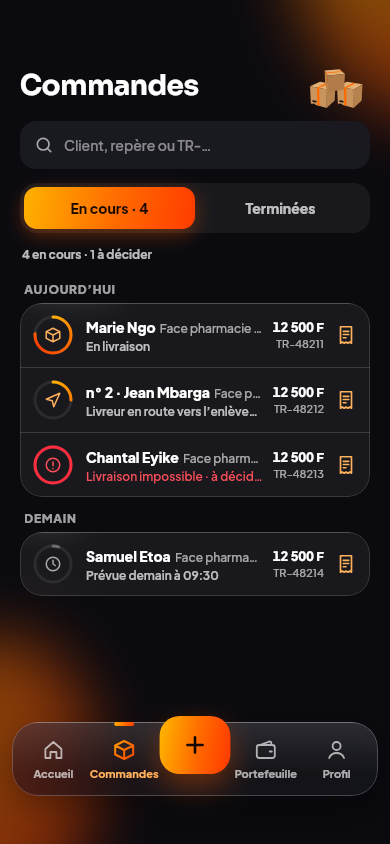 Commandes
Client, repère ou TR-…
En cours · 4
Terminées
4 en cours · 1 à décider
AUJOURD'HUI
Marie Ngo Face pharmacie … 12 500 F
En livraison TR-48211
n° 2 · Jean Mbarga Face p… 12 500 F
Livreur en route vers l'enlève… TR-48212
Chantal Eyike Face pharm… 12 500 F
Livraison impossible · à décid… TR-48213
DEMAIN
Samuel Etoa Face pharma… 12 500 F
Prévue demain à 09:30 TR-48214
Accueil
Commandes
Portefeuille
Profil